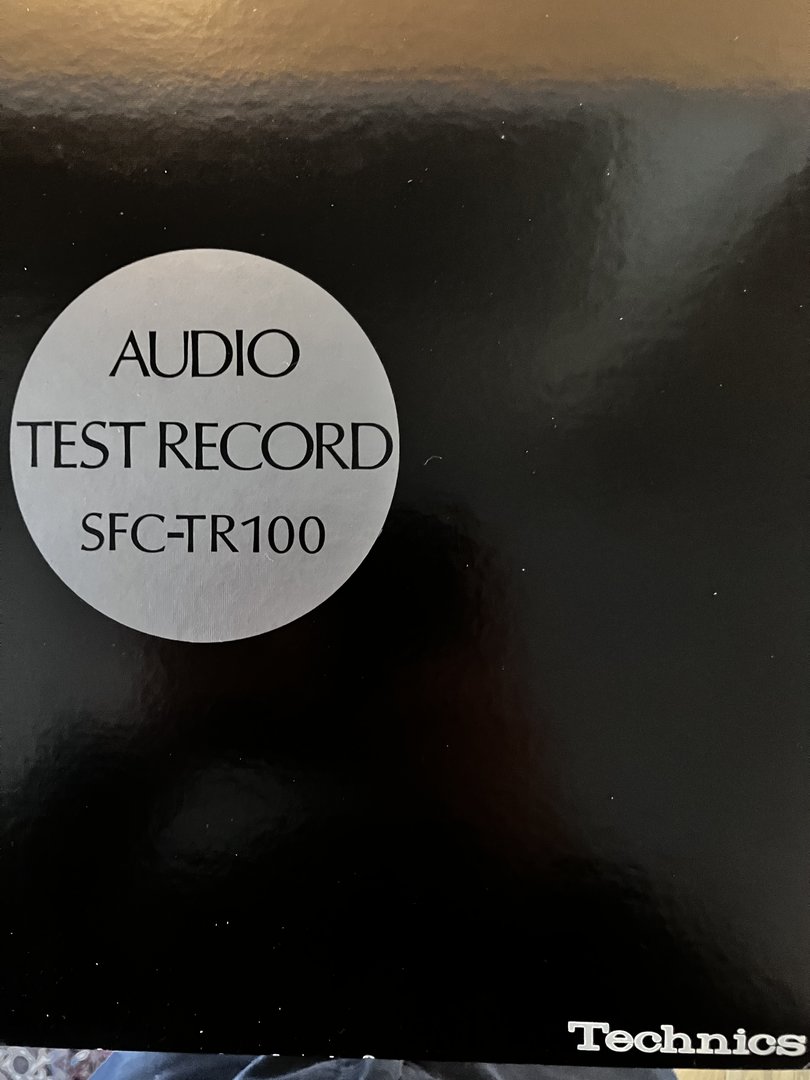 AUDIO
TEST RECORD
SFC-TR100
Technics